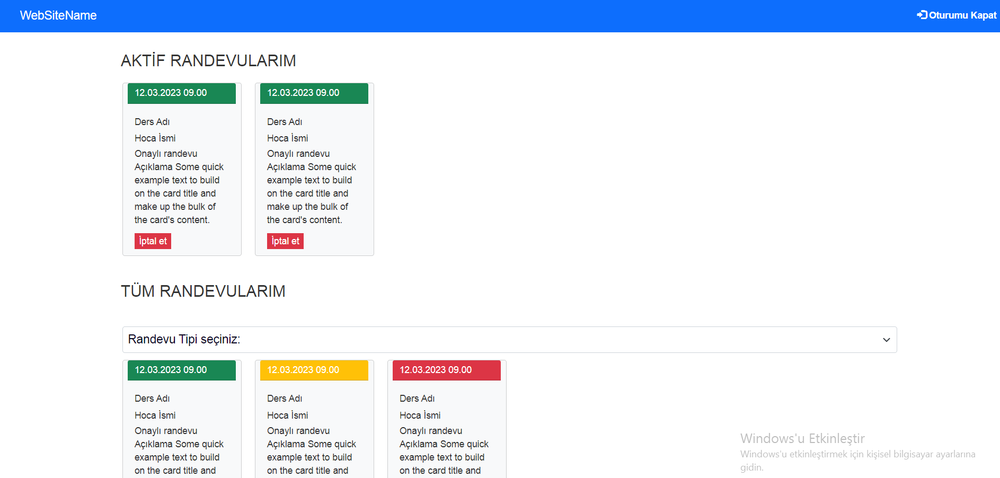 WebSiteName
Oturumu Kapat
AKTİF RANDEVULARIM
12.03.2023 09.00
Ders Adı
Hoca İsmi
Onaylı randevu
Açıklama Some quick
example text to build
on the card title and
make up the bulk of
the card's content.
İptal et
12.03.2023 09.00
Ders Adı
Hoca İsmi
Onaylı randevu
Açıklama Some quick
example text to build
on the card title and
make up the bulk of
the card's content.
İptal et
TÜM RANDEVULARIM
Randevu Tipi seçiniz:
12.03.2023 09.00
Ders Adı
Hoca İsmi
Onaylı randevu
Açıklama Some quick
example text to build
on the card title and
12.03.2023 09.00
Ders Adı
Hoca İsmi
Onaylı randevu
Açıklama Some quick
example text to build
on the card title and
12.03.2023 09.00
Ders Adı
Hoca İsmi
Onaylı randevu
Açıklama Some quick
example text to build
on the card title and
Windows'u Etkinleştir
Windows'u etkinleştirmek için kişisel bilgisayar ayarlarına
gidin.